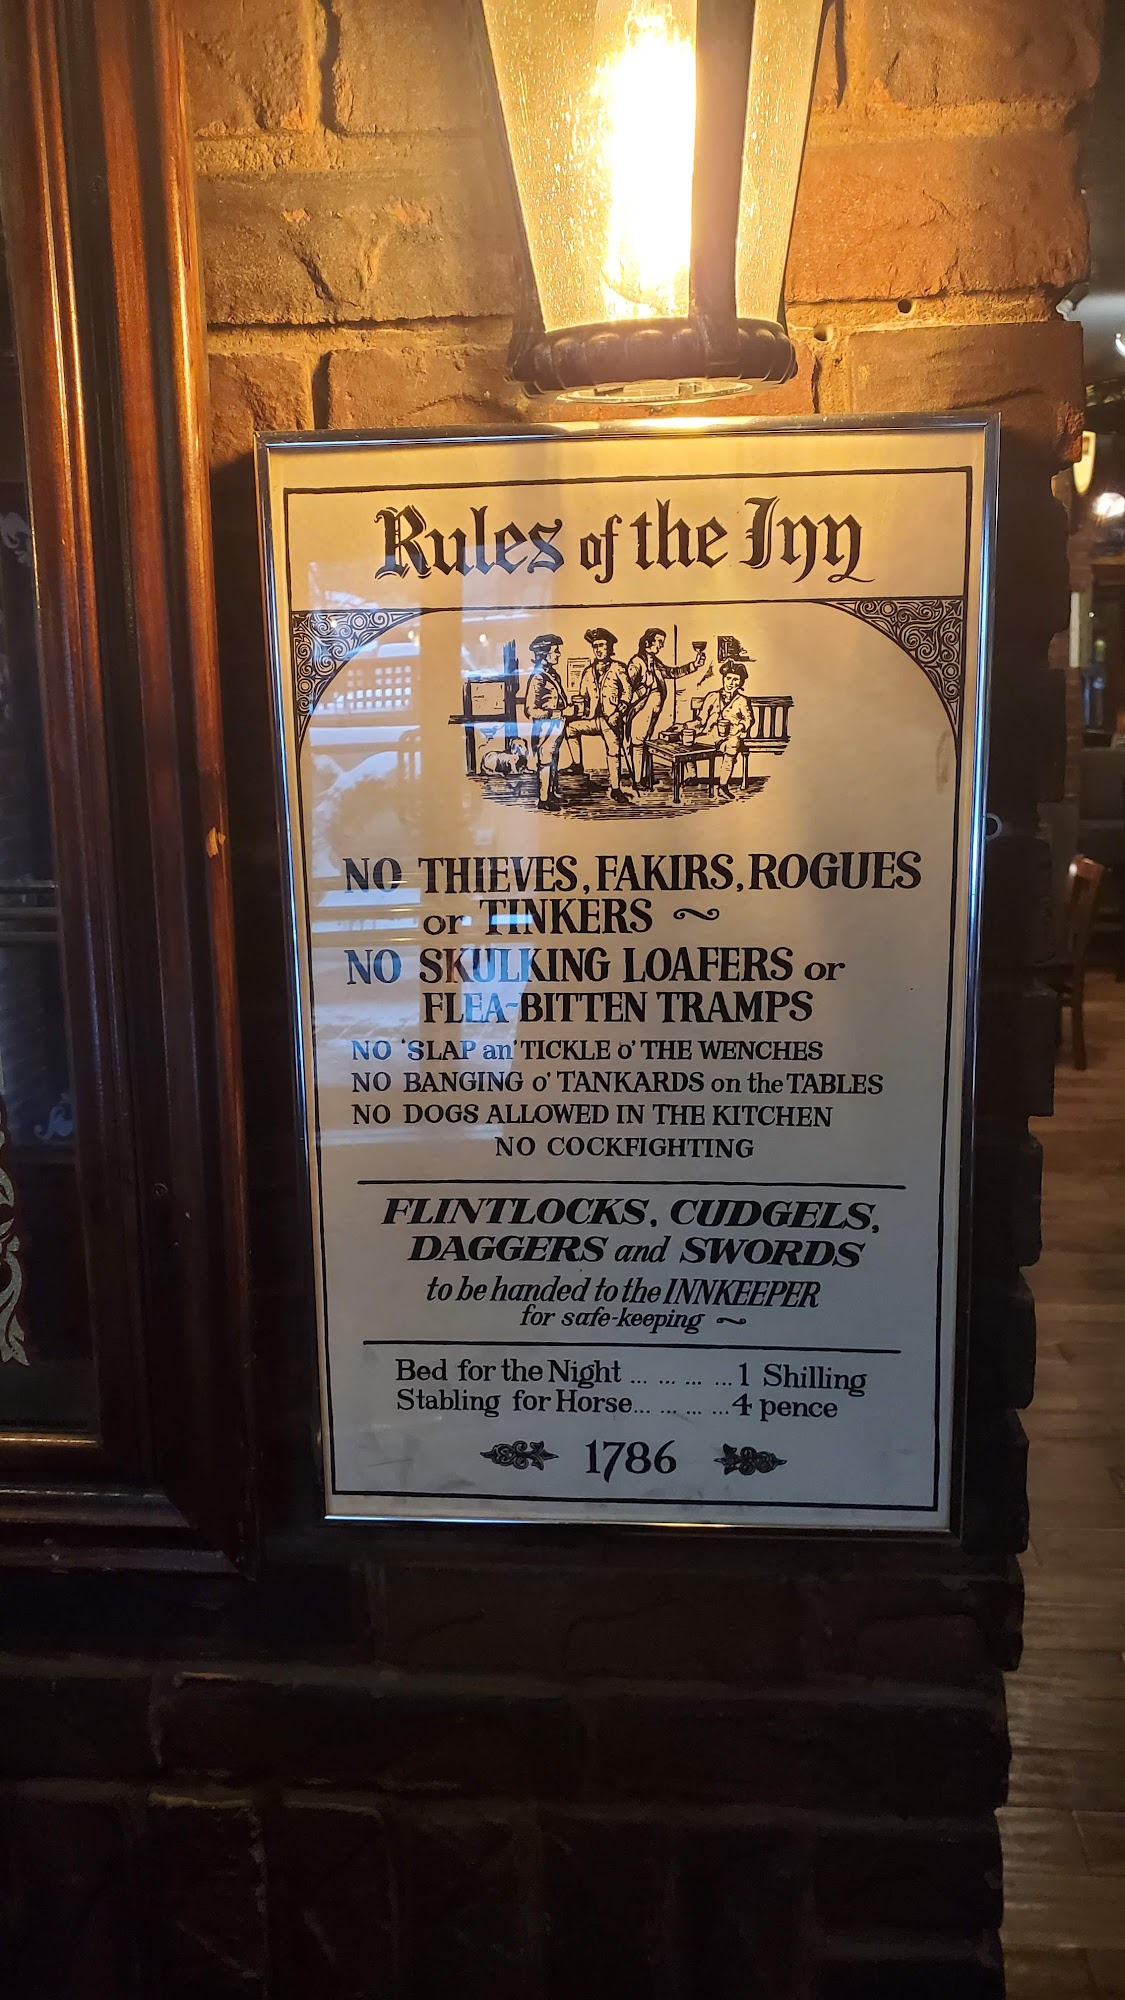 Rules of the Inn
NO THIEVES, FAKIRS, ROGUES
or TINKERS ~
NO SKULKING LOAFERS or
FLEA-BITTEN TRAMPS
NO 'SLAP an' TICKLE o' THE WENCHES
NO BANGING o' TANKARDS on the TABLES
NO DOGS ALLOWED IN THE KITCHEN
NO COCKFIGHTING
FLINTLOCKS, CUDGELS,
DAGGERS and SWORDS
to be handed to the INNKEEPER
for safe-keeping ~
Bed for the Night ... ... ... ... 1 Shilling
Stabling for Horse... ... ... ... 4 pence
1786